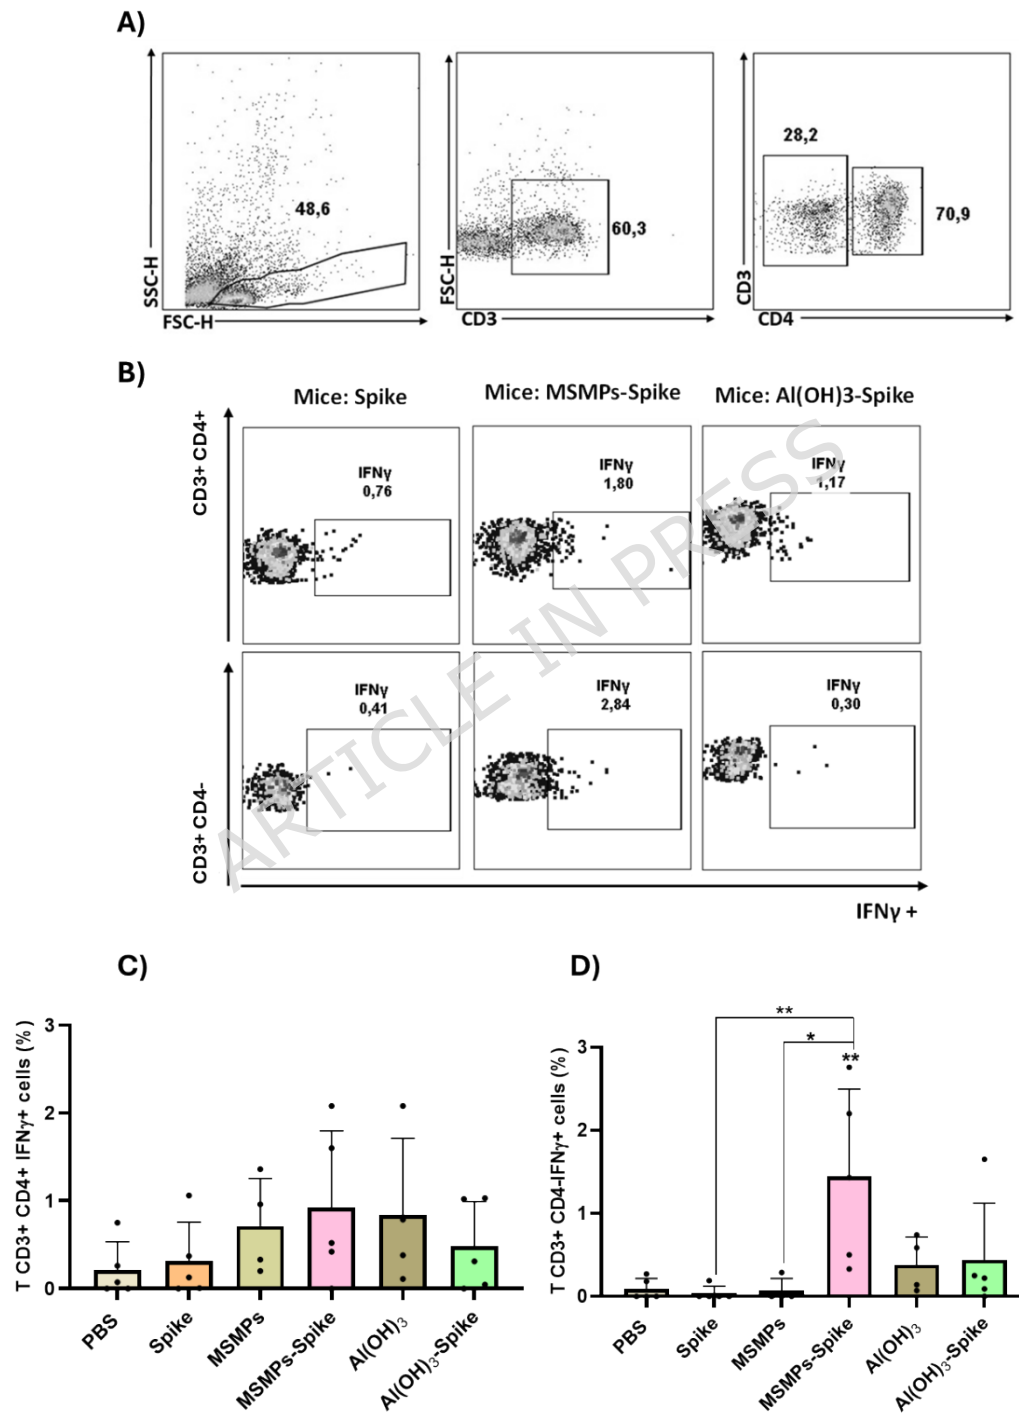 A)
48,6
SSC-H
FSC-H
60,3
FSC-H
CD3
28,2
70,9
CD3
CD4
B)
Mice: Spike
Mice: MSMPs-Spike
Mice: Al(OH)3-Spike
CD3+ CD4+
IFNγ
0,76
IFNγ
1,80
IFNγ
1,17
CD3+ CD4-
IFNγ
0,41
IFNγ
2,84
IFNγ
0,30
IFNγ +
ARTICLE IN PRESS
C)
T CD3+ CD4+ IFNγ+ cells (%)
3
2
1
0
PBS
Spike
MSMPs
MSMPs-Spike
Al(OH)₃
Al(OH)₃-Spike
D)
T CD3+ CD4-IFNγ+ cells (%)
3
2
1
0
**
*
**
PBS
Spike
MSMPs
MSMPs-Spike
Al(OH)₃
Al(OH)₃-Spike